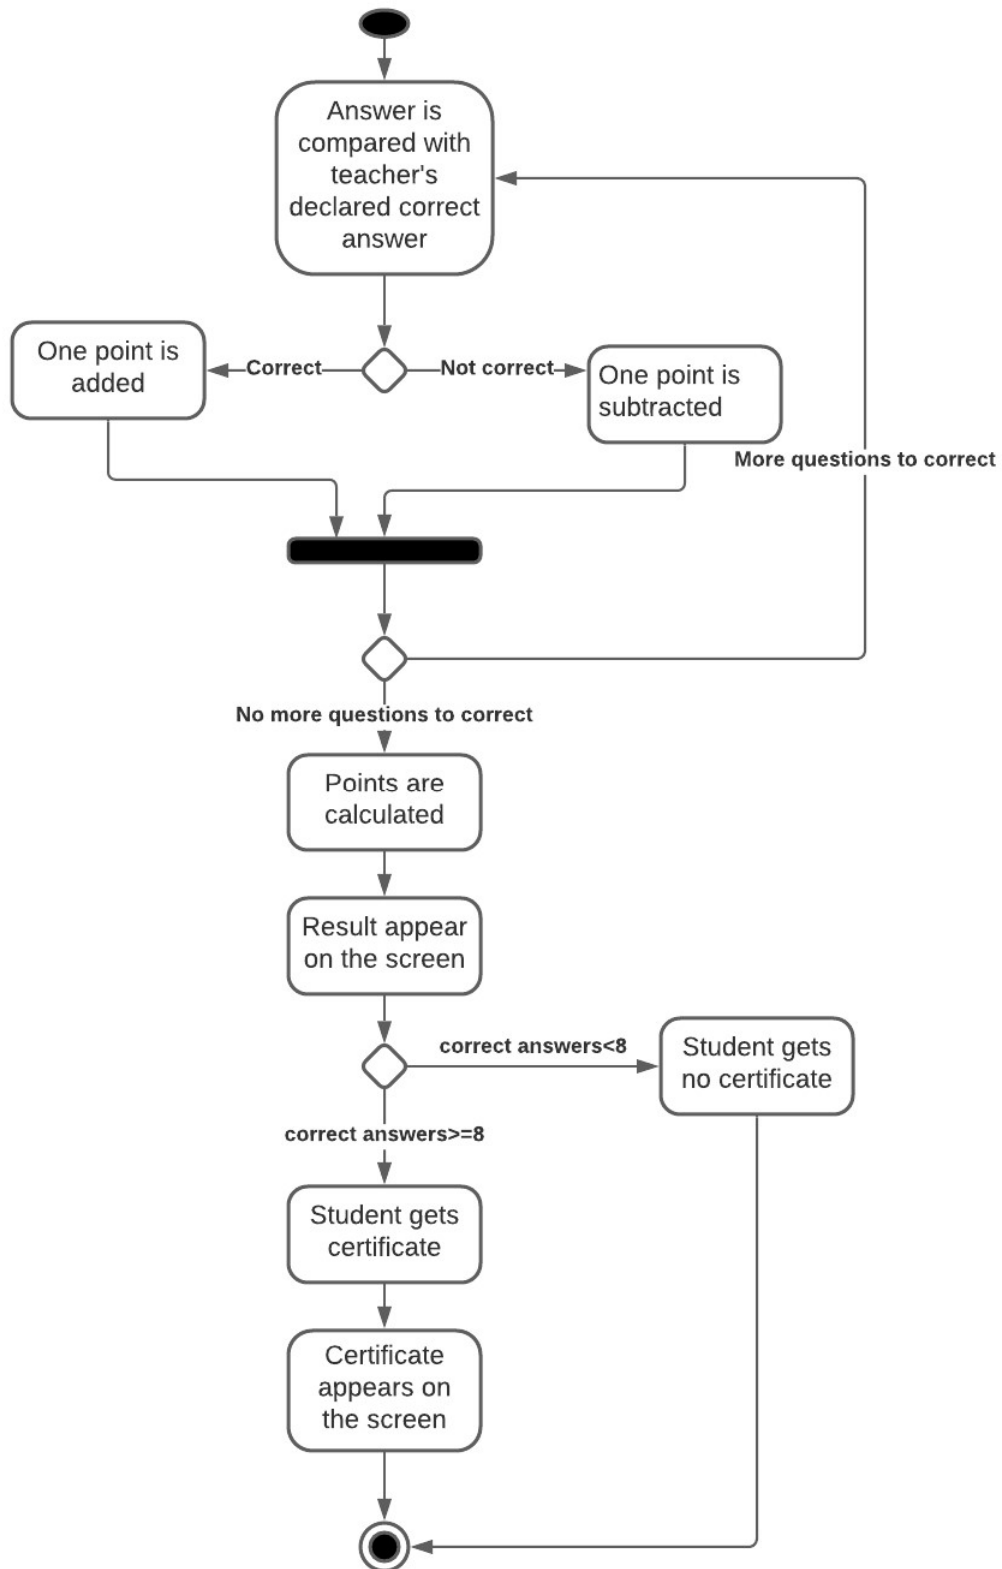 Answer is
compared with
teacher's
declared correct
answer
One point is
added
Correct
Not correct
One point is
subtracted
More questions to correct
No more questions to correct
Points are
calculated
Result appear
on the screen
correct answers<8
Student gets
no certificate
correct answers>=8
Student gets
certificate
Certificate
appears on
the screen